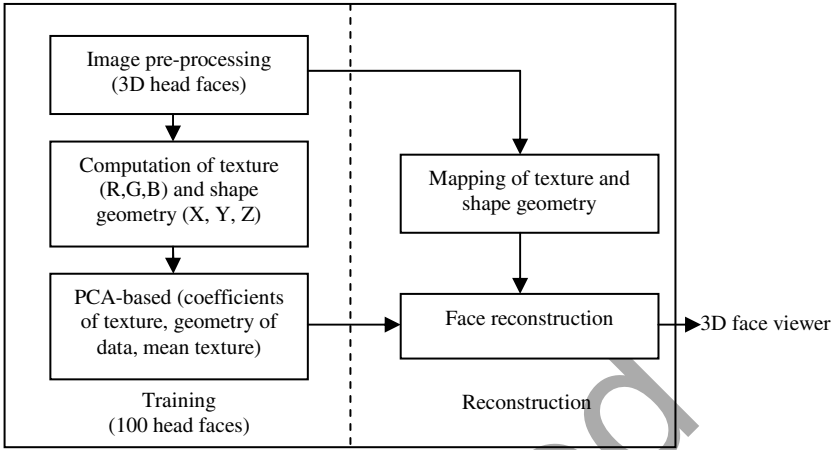 Image pre-processing
(3D head faces)
Computation of texture
(R,G,B) and shape
geometry (X, Y, Z)
PCA-based (coefficients
of texture, geometry of
data, mean texture)
Training
(100 head faces)
Mapping of texture and
shape geometry
Face reconstruction
Reconstruction
3D face viewer